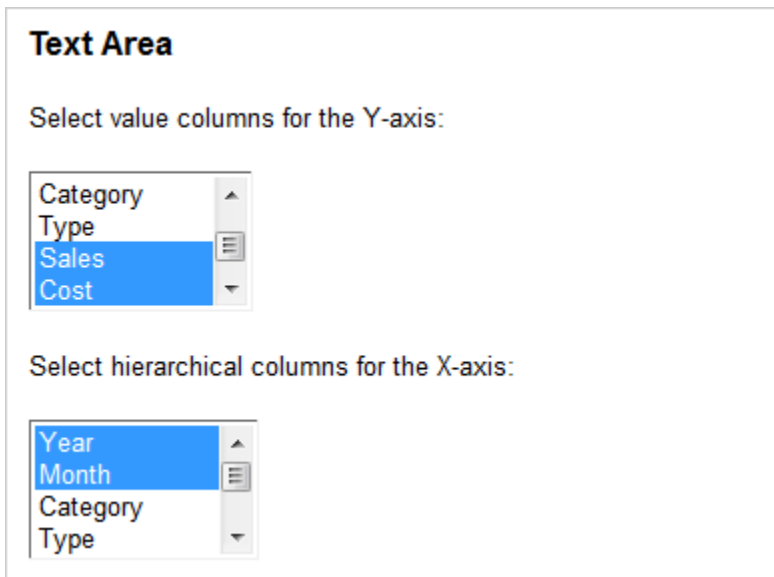 Text Area
Select value columns for the Y-axis:
Category
Type
Sales
Cost
Select hierarchical columns for the X-axis:
Year
Month
Category
Type